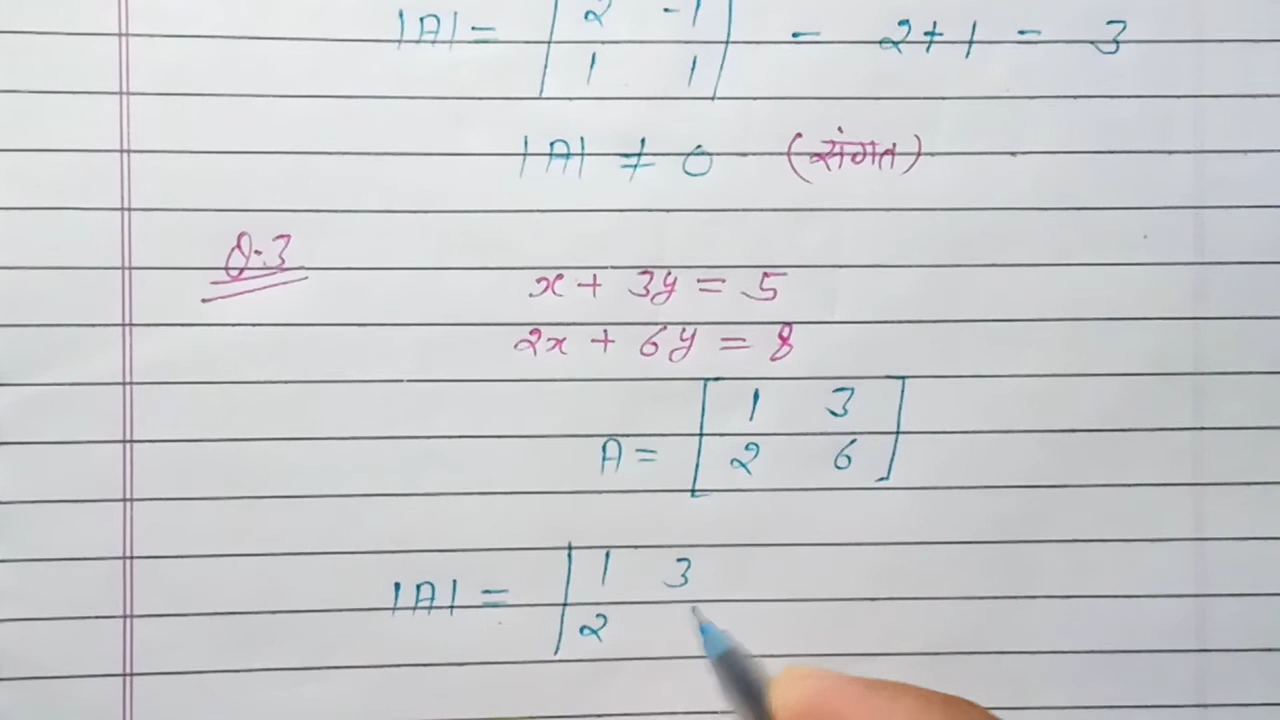 |A| = | 2 -1 | - 2+1 = 3
| 1 1 |
|A| ≠ 0 (संगत)
Q.3
x + 3y = 5
2x + 6y = 8
A = [ 1 3
2 6 ]
|A| = | 1 3
2